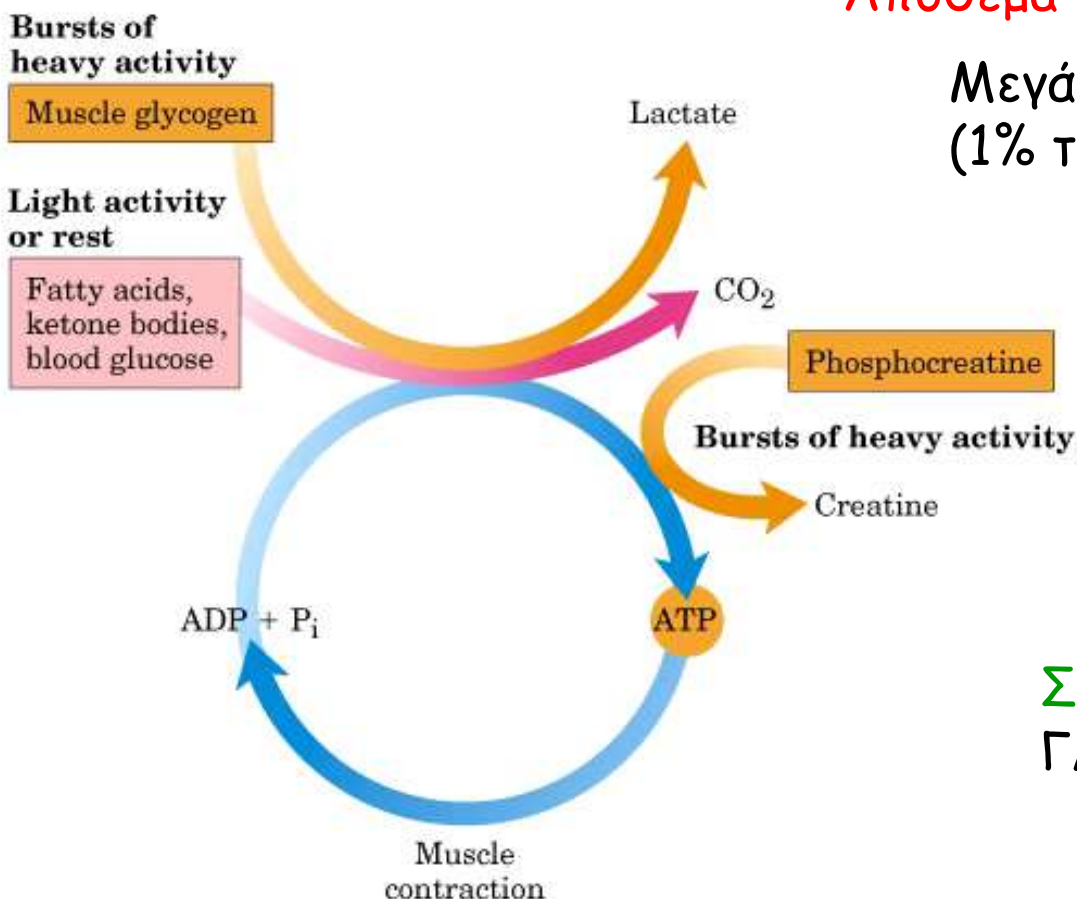 Bursts of
heavy activity
Muscle glycogen
Light activity
or rest
Fatty acids,
ketone bodies,
blood glucose
Lactate
CO₂
Phosphocreatine
Bursts of heavy activity
Creatine
ADP + Pᵢ
ATP
Muscle
contraction
(1%